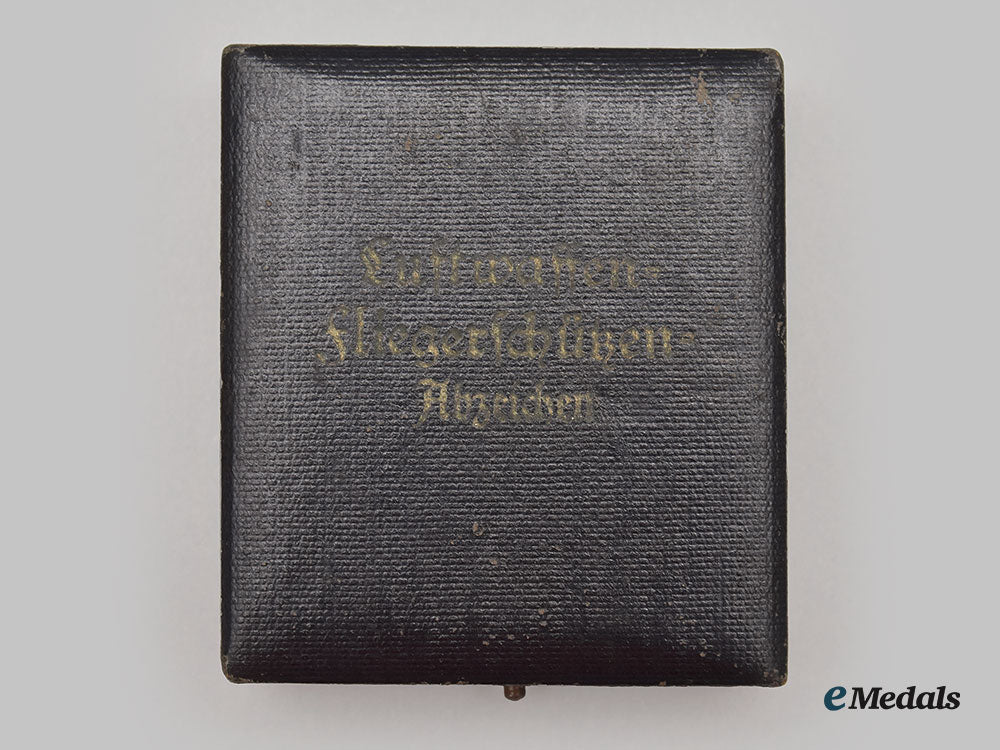 Luftwaffen-
Fliegerschützen-
Abzeichen
eMedals